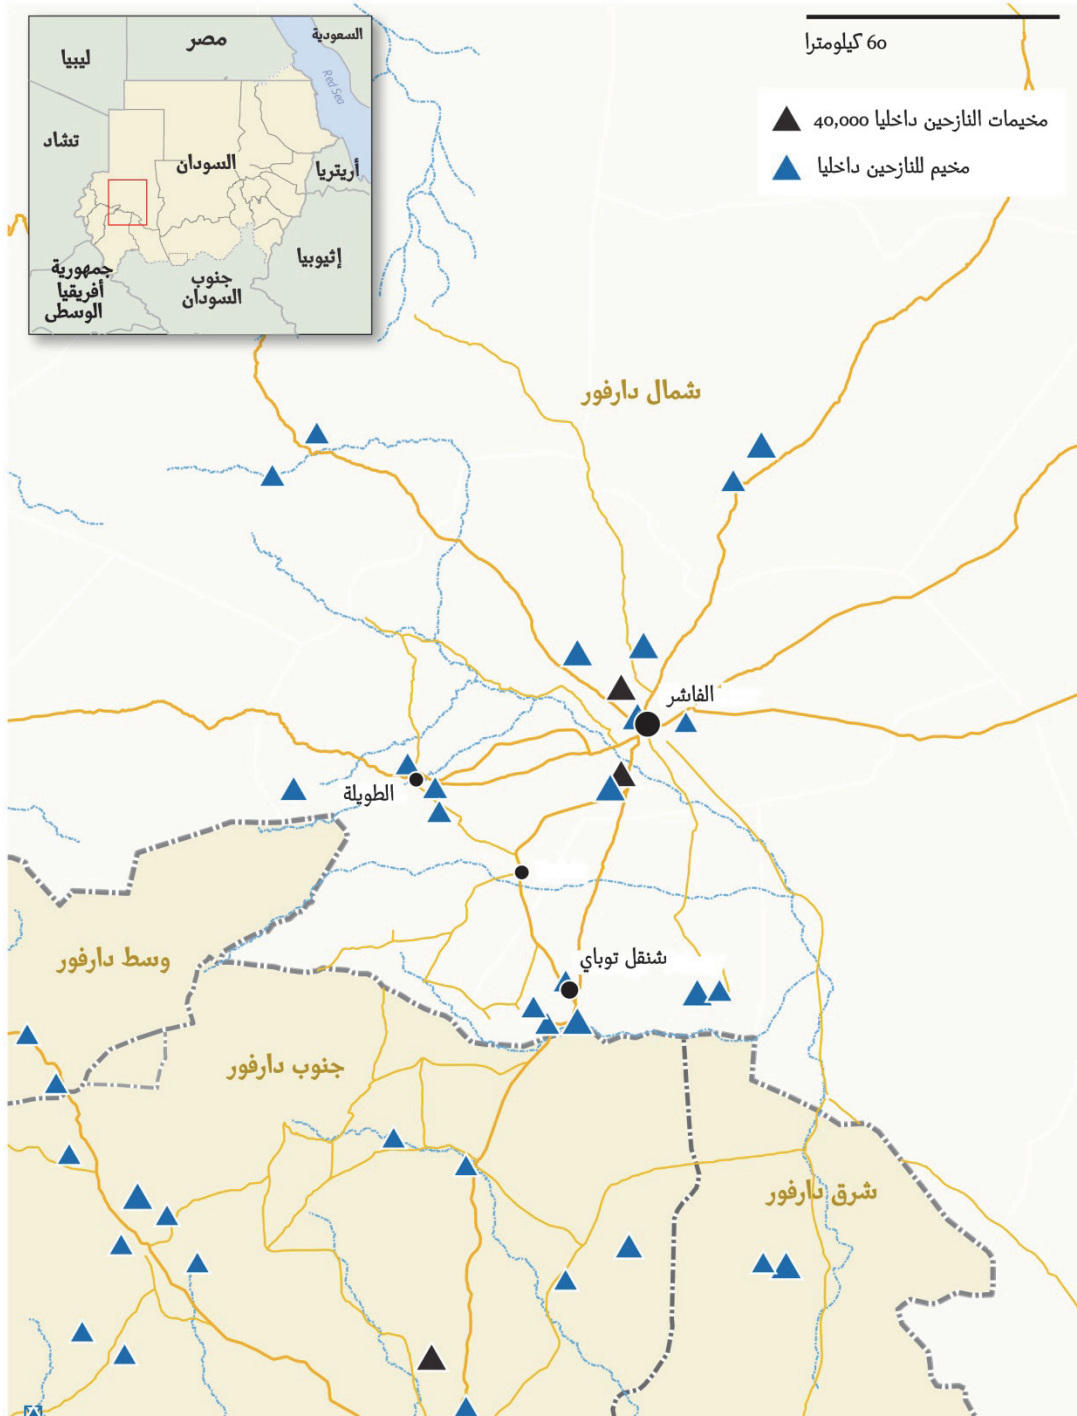 السعودية
مصر
ليبيا
Red Sea
تشاد
السودان
أريتريا
إثيوبيا
جمهورية
أفريقيا
الوسطى
جنوب
السودان
60 كيلومترا
مخيمات النازحين داخليا 40,000
مخيم للنازحين داخليا
شمال دارفور
الفاشر
الطويلة
شنقل توباي
وسط دارفور
جنوب دارفور
شرق دارفور